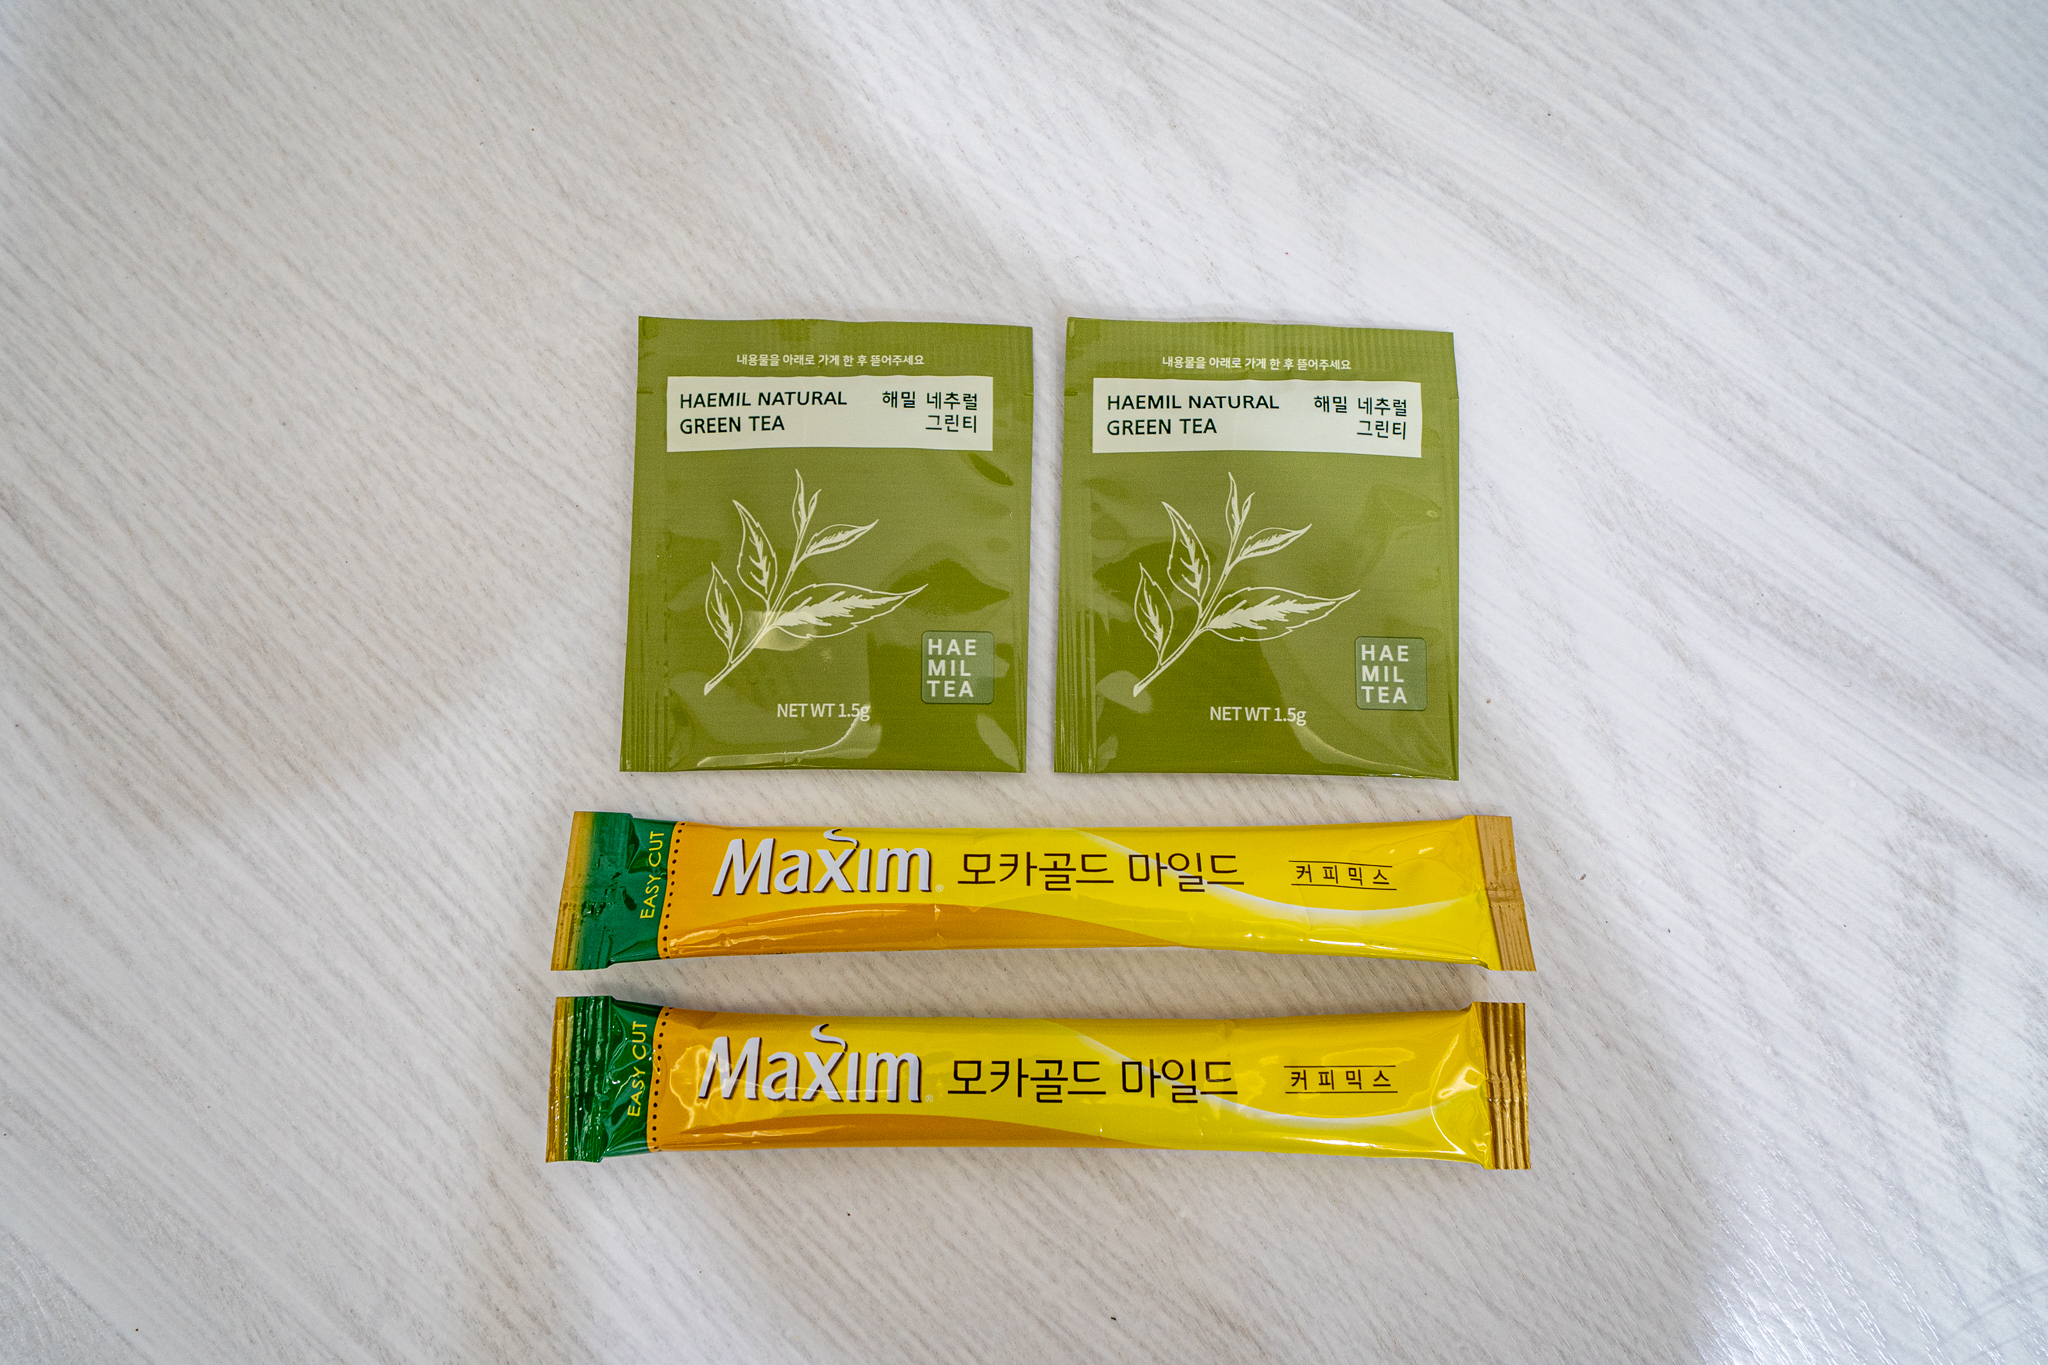 내용물을 아래로 가게 한 후 뜯어주세요
HAEMIL NATURAL
GREEN TEA
해밀 네추럴
그린티
HAE
MIL
TEA
NET WT 1.5g
내용물을 아래로 가게 한 후 뜯어주세요
HAEMIL NATURAL
GREEN TEA
해밀 네추럴
그린티
HAE
MIL
TEA
NET WT 1.5g
EASY CUT
Maxim® 모카골드 마일드 커피믹스
EASY CUT
Maxim® 모카골드 마일드 커피믹스